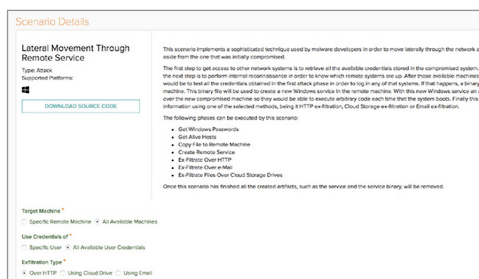 Scenario Details
Lateral Movement Through
Remote Service
Type: Attack
Supported Platforms:
DOWNLOAD SOURCE CODE
This scenario implements a sophisticated technique used by malware developers in order to move laterally through the network a
aside from the one that was initially compromised.
The first step to get access to other network systems is to retrieve all the available credentials stored in the compromised system.
the next step is to perform internal reconnaissance in order to know which remote systems are up. After those available machines
would be to test all the credentials obtained in the first attack phase in order to log in any of that systems. If that happens, a binary
machine. This binary file will be used to create a new Windows service in the remote machine. With this new Windows service an
over the new compromised machine so they would be able to execute arbitrary code each time that the system boots. Finally this
information using one of the selected methods, being it HTTP ex-filtration, Cloud Storage ex-filtration or Email ex-filtration.
The following phases can be executed by this scenario:
Get Windows Passwords
Get Alive Hosts
Copy File to Remote Machine
Create Remote Service
Ex-Filtrate Over HTTP
Ex-Filtrate Over e-Mail
Ex-Filtrate Files Over Cloud Storage Drives
Once this scenario has finished all the created artifacts, such as the service and the service binary, will be removed.
Target Machine *
Specific Remote Machine All Available Machines
Use Credentials of *
Specific User All Available User Credentials
Exfiltration Type *
Over HTTP Using Cloud Drive Using Email